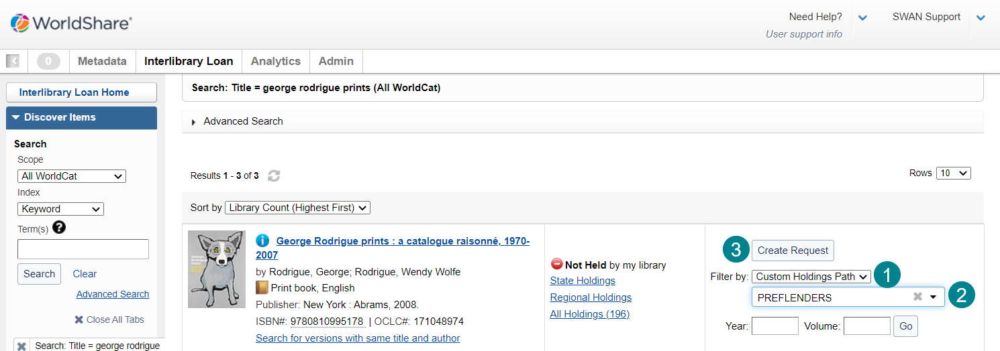 WorldShare®
Need Help?
User support info
SWAN Support
0
Metadata
Interlibrary Loan
Analytics
Admin
Interlibrary Loan Home
Discover Items
Search
Scope
All WorldCat
Index
Keyword
Term(s) ?
Search Clear
Advanced Search
Close All Tabs
Search: Title = george rodrigue
Search: Title = george rodrigue prints (All WorldCat)
Advanced Search
Results 1 - 3 of 3
Rows 10
Sort by Library Count (Highest First)
George Rodrigue prints : a catalogue raisonné, 1970-
2007
by Rodrigue, George; Rodrigue, Wendy Wolfe
Print book, English
Publisher: New York : Abrams, 2008.
ISBN#: 9780810995178 | OCLC#: 171048974
Search for versions with same title and author
Not Held by my library
State Holdings
Regional Holdings
All Holdings (196)
3 Create Request
Filter by: Custom Holdings Path 1
PREFLENDERS 2
Year: Volume: Go